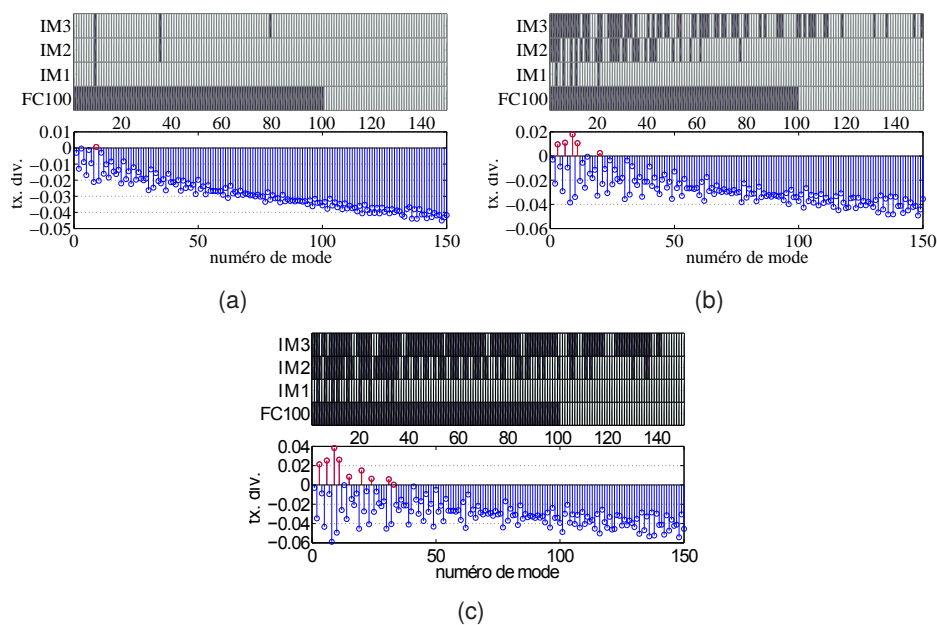 IM3
IM2
IM1
FC100
20 40 60 80 100 120 140
0.01
0
−0.01
−0.02
−0.03
−0.04
−0.05
tx. div.
0 50 100 150
numéro de mode
(a)
IM3
IM2
IM1
FC100
20 40 60 80 100 120 140
0.02
0
−0.02
−0.04
−0.06
tx. div.
0 50 100 150
numéro de mode
(b)
IM3
IM2
IM1
FC100
20 40 60 80 100 120 140
0.04
0.02
0
−0.02
−0.04
−0.06
tx. div.
0 50 100 150
numéro de mode
(c)